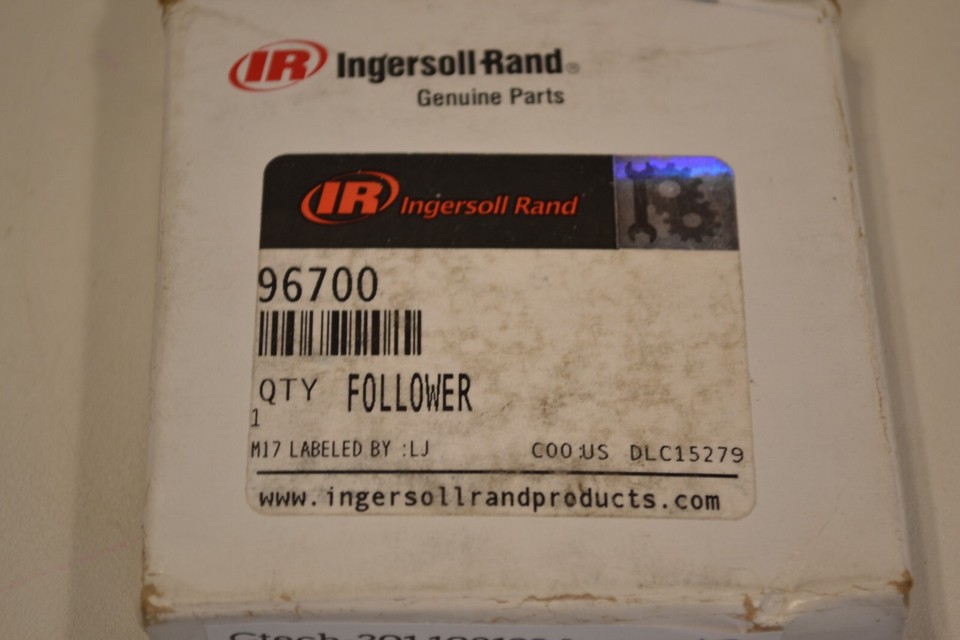 IR Ingersoll Rand®
Genuine Parts
IR Ingersoll Rand
96700
QTY FOLLOWER
1
M17 LABELED BY :LJ COO:US DLC15279
www.ingersollrandproducts.com